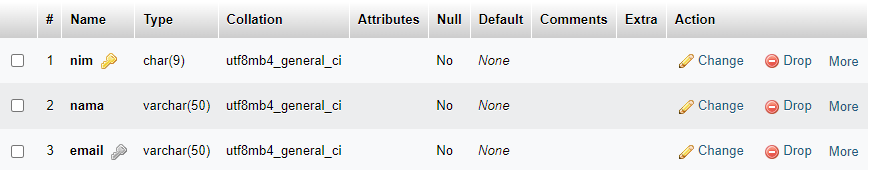 # Name Type Collation Attributes Null Default Comments Extra Action
1 nim char(9) utf8mb4_general_ci No None Change Drop More
2 nama varchar(50) utf8mb4_general_ci No None Change Drop More
3 email varchar(50) utf8mb4_general_ci No None Change Drop More